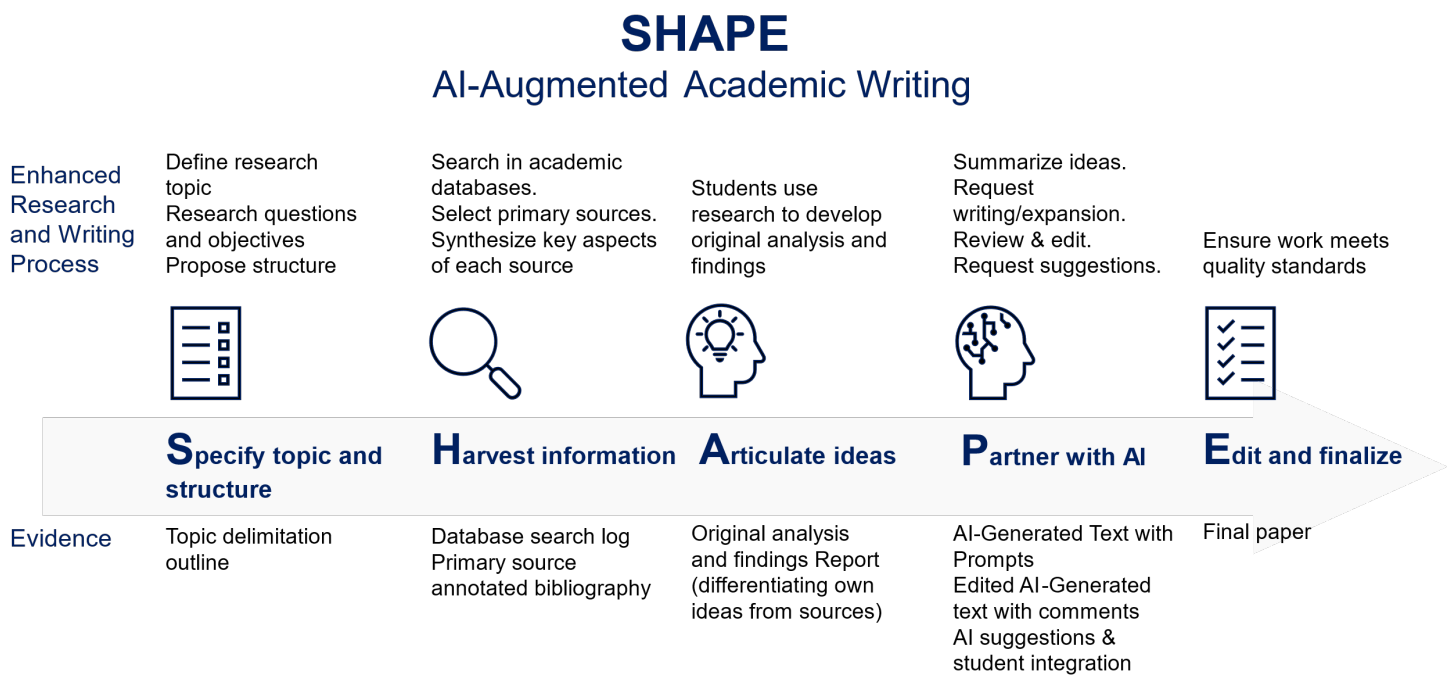 SHAPE
AI-Augmented Academic Writing
Enhanced
Research
and Writing
Process
Define research
topic
Research questions
and objectives
Propose structure
Search in academic
databases.
Select primary sources.
Synthesize key aspects
of each source
Students use
research to develop
original analysis and
findings
Summarize ideas.
Request
writing/expansion.
Review & edit.
Request suggestions.
Ensure work meets
quality standards
Specify topic and
structure
Harvest information
Articulate ideas
Partner with AI
Edit and finalize
Evidence
Topic delimitation
outline
Database search log
Primary source
annotated bibliography
Original analysis
and findings Report
(differentiating own
ideas from sources)
AI-Generated Text with
Prompts
Edited AI-Generated
text with comments
AI suggestions &
student integration
Final paper